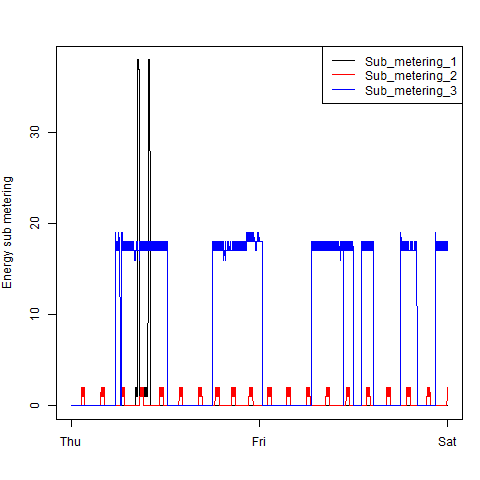 Sub_metering_1
Sub_metering_2
Sub_metering_3
Energy sub metering
30
20
10
0
Thu
Fri
Sat